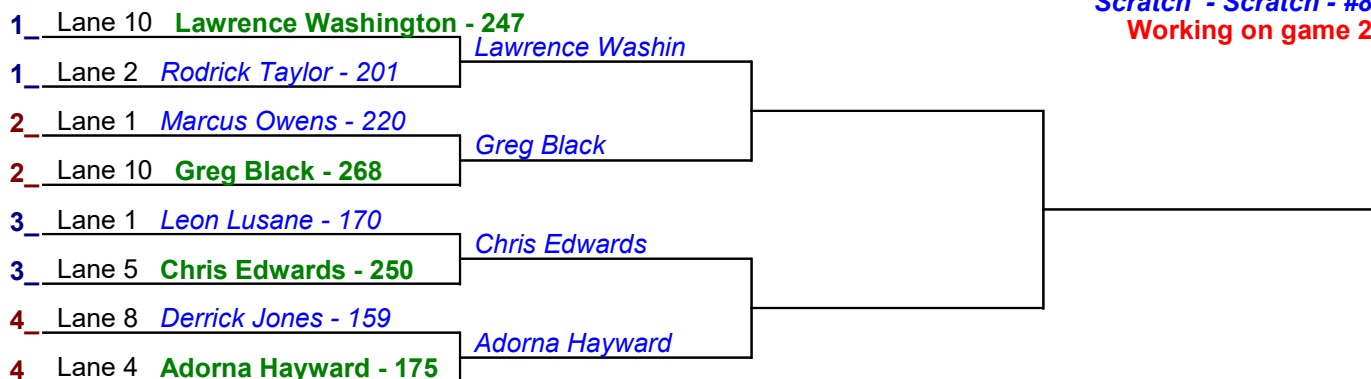 Scratch - Scratch - #8
Working on game 2
1_ Lane 10 Lawrence Washington - 247
Lawrence Washin
1_ Lane 2 Rodrick Taylor - 201
2_ Lane 1 Marcus Owens - 220
Greg Black
2_ Lane 10 Greg Black - 268
3_ Lane 1 Leon Lusane - 170
Chris Edwards
3_ Lane 5 Chris Edwards - 250
4_ Lane 8 Derrick Jones - 159
Adorna Hayward
4 Lane 4 Adorna Hayward - 175